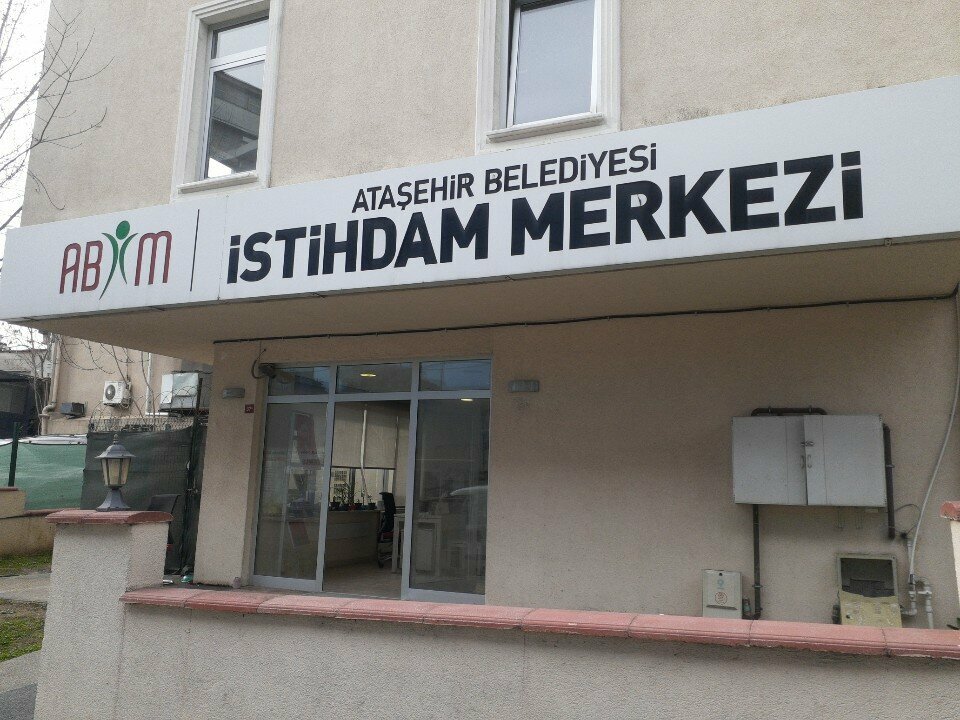 ATAŞEHİR BELEDİYESİ
ABİM
İSTİHDAM MERKEZİ